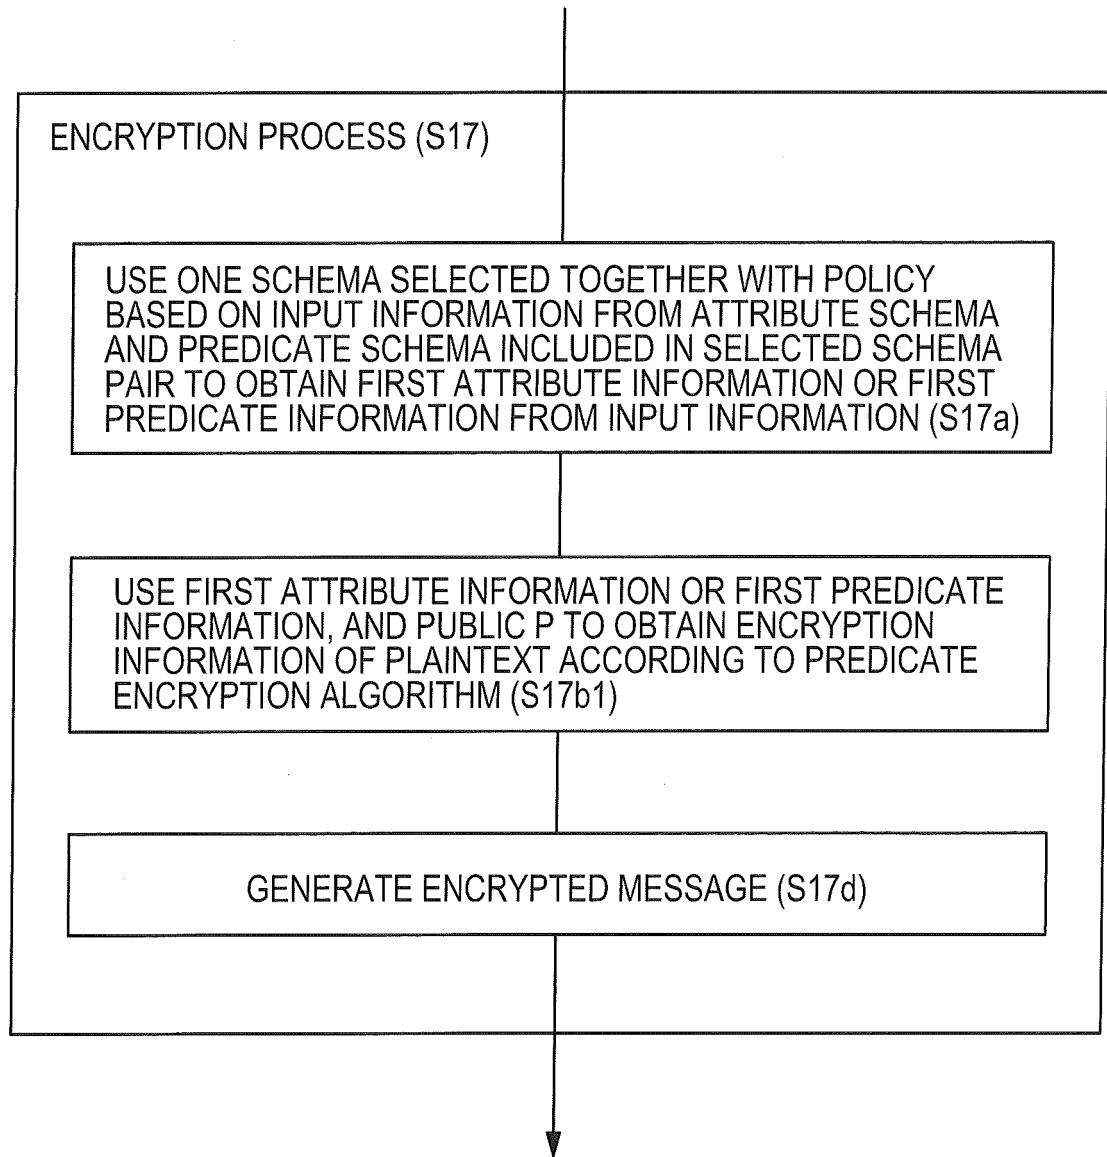 ENCRYPTION PROCESS (S17)
USE ONE SCHEMA SELECTED TOGETHER WITH POLICY
BASED ON INPUT INFORMATION FROM ATTRIBUTE SCHEMA
AND PREDICATE SCHEMA INCLUDED IN SELECTED SCHEMA
PAIR TO OBTAIN FIRST ATTRIBUTE INFORMATION OR FIRST
PREDICATE INFORMATION FROM INPUT INFORMATION (S17a)
USE FIRST ATTRIBUTE INFORMATION OR FIRST PREDICATE
INFORMATION, AND PUBLIC P TO OBTAIN ENCRYPTION
INFORMATION OF PLAINTEXT ACCORDING TO PREDICATE
ENCRYPTION ALGORITHM (S17b1)
GENERATE ENCRYPTED MESSAGE (S17d)